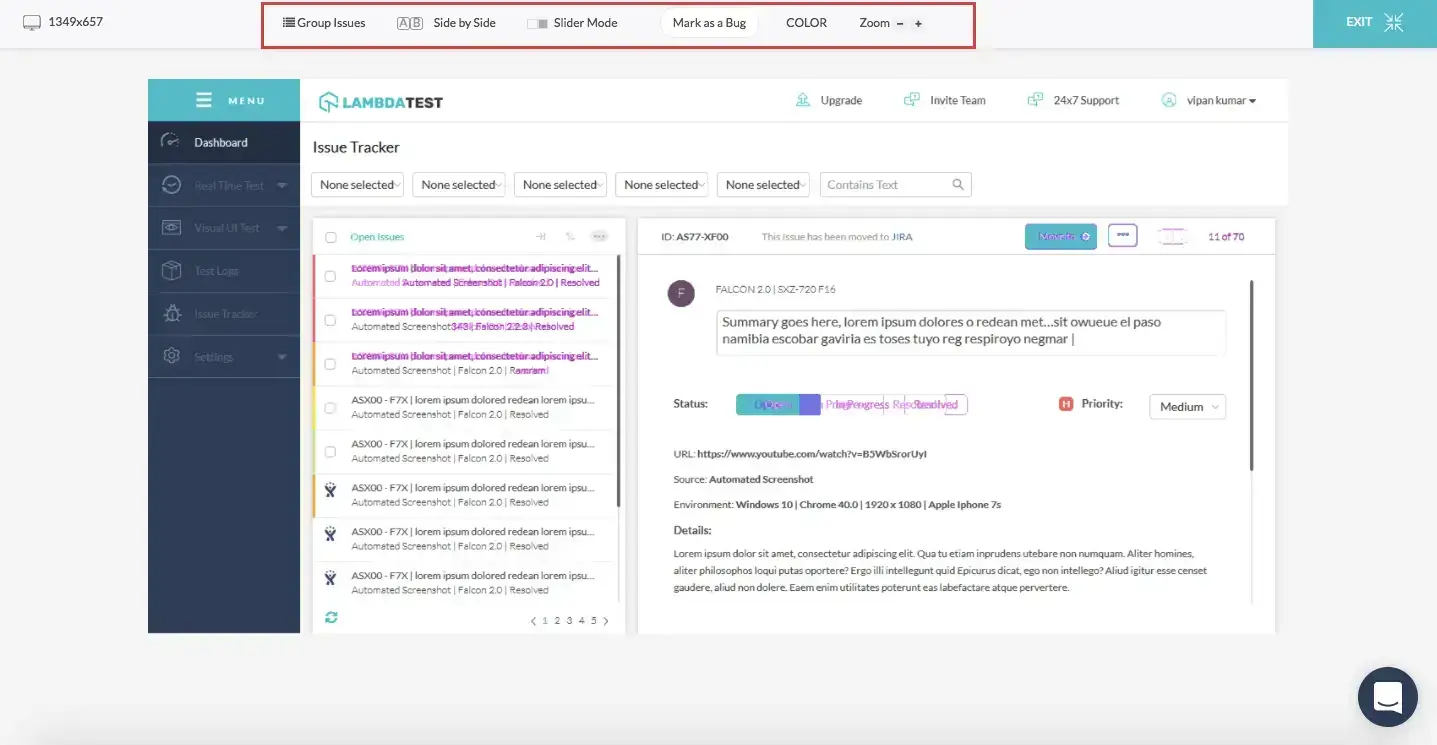 1349x657
Group Issues
A B Side by Side
Slider Mode
Mark as a Bug
COLOR
Zoom - +
EXIT
MENU
LAMBDATEST
Upgrade
Invite Team
24x7 Support
vipan kumar
Dashboard
Issue Tracker
Real Time Test
None selected
None selected
None selected
None selected
None selected
Contains Text
Visual UI Test
Open Issues
ID: AS77-XF00
This Issue has been moved to JIRA
11 of 70
Test Logs
Lorem ipsum dolor sit amet, consectetur adipiscing elit...
Automated Screenshot | Falcon 2.0 | Resolved
F
FALCON 2.0 | SXZ-720 F16
Issue Tracker
Lorem ipsum dolor sit amet, consectetur adipiscing elit...
Automated Screenshot Falcon 2.0 | Resolved
Summary goes here, lorem ipsum dolores o redean met...sit owueue el paso
namibia escobar gaviria es toses tuyo reg respiroyo negmar |
Settings
Lorem ipsum dolor sit amet, consectetur adipiscing elit...
Automated Screenshot | Falcon 2.0 |
ASX00 - F7X | lorem ipsum dolored redean lorem ipsu...
Automated Screenshot | Falcon 2.0 | Resolved
Status:
In Progress
Resolved
H Priority:
Medium
ASX00 - F7X | lorem ipsum dolored redean lorem ipsu...
Automated Screenshot | Falcon 2.0 | Resolved
URL: https://www.youtube.com/watch?v=B5WbSrorUyI
Source: Automated Screenshot
ASX00 - F7X | lorem ipsum dolored redean lorem ipsu...
Automated Screenshot | Falcon 2.0 | Resolved
Environment: Windows 10 | Chrome 40.0 | 1920 x 1080 | Apple Iphone 7s
ASX00 - F7X | lorem ipsum dolored redean lorem ipsu...
Automated Screenshot | Falcon 2.0 | Resolved
Details:
Lorem ipsum dolor sit amet, consectetur adipiscing elit. Qua tu etiam inprudens utebare non numquam. Aliter homines,
aliter philosophos loqui putas oportere? Ergo illi intellegunt quid Epicurus dicat, ego non intellego? Aliud igitur esse censet
gaudere, aliud non dolere. Eaem enim utilitates poterunt eas labefactare atque pervertere.
ASX00 - F7X | lorem ipsum dolored redean lorem ipsu...
Automated Screenshot | Falcon 2.0 | Resolved
< 1 2 3 4 5 >